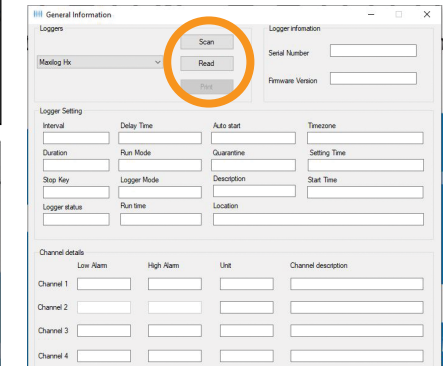 General Information
Loggers
Logger infomation
Scan
Serial Number
Maxilog Hx
Read
Firmware Version
Print
Logger Setting
Interval Delay Time Auto start Timezone
Duration Run Mode Quarantine Setting Time
Stop Key Logger Mode Description Start Time
Logger status Run time Location
Channel details
Low Alarm High Alarm Unit Channel description
Channel 1
Channel 2
Channel 3
Channel 4